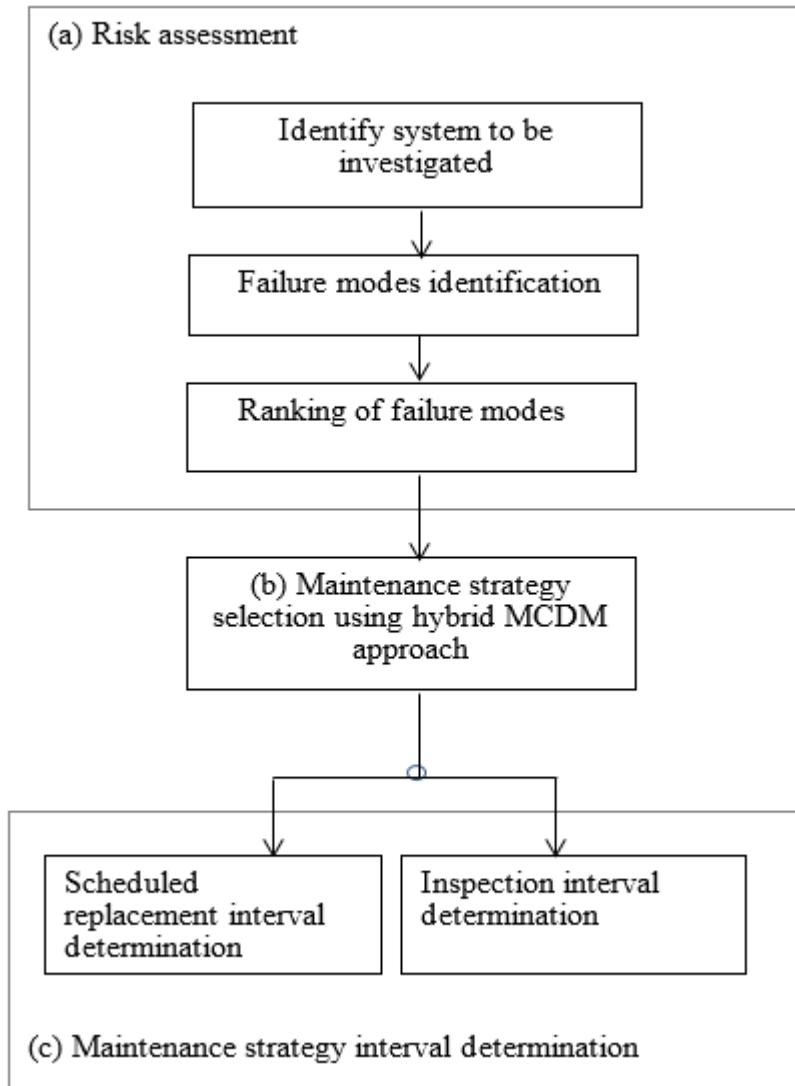 (a) Risk assessment
Identify system to be
investigated
Failure modes identification
Ranking of failure modes
(b) Maintenance strategy
selection using hybrid MCDM
approach
Scheduled
replacement interval
determination
Inspection interval
determination
(c) Maintenance strategy interval determination